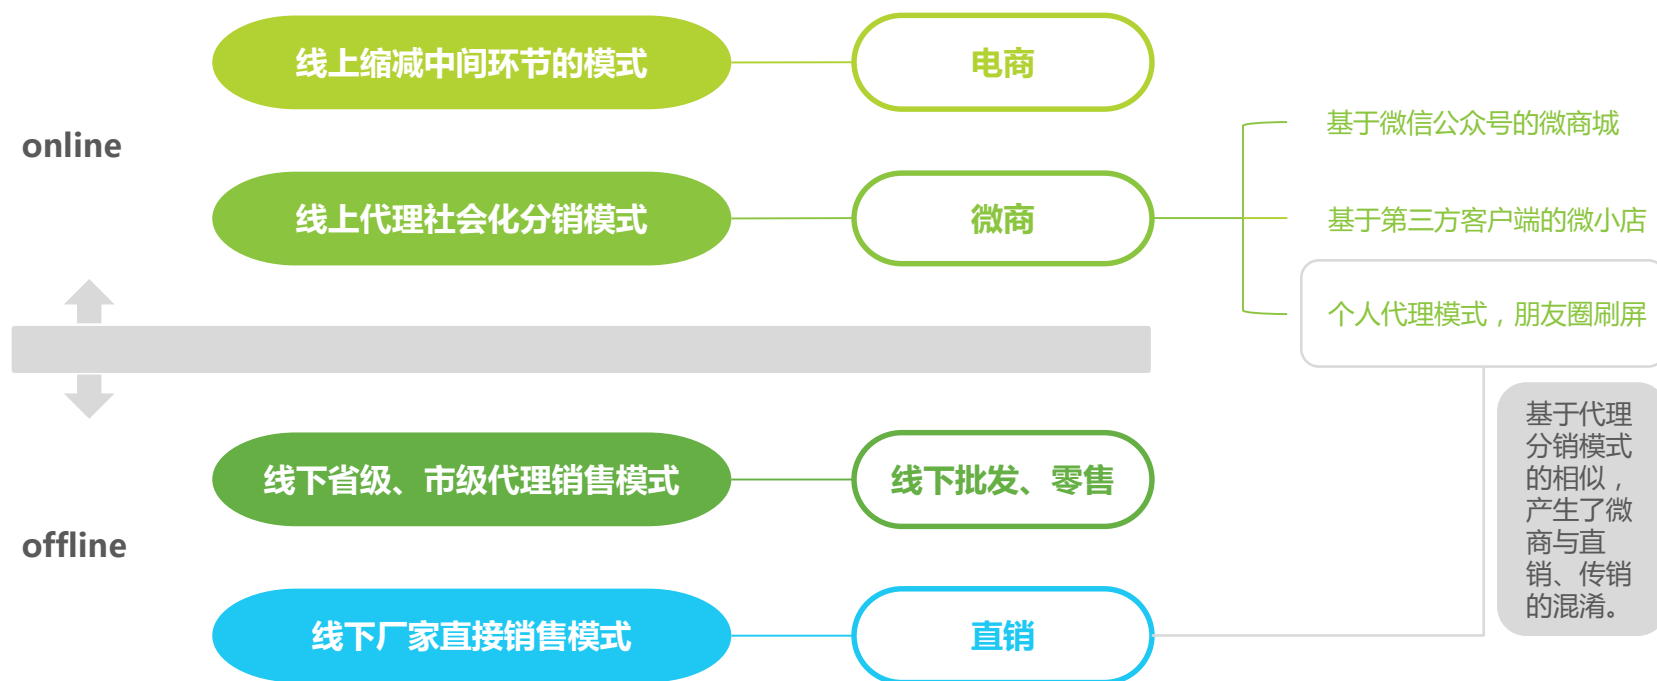 线上缩减中间环节的模式
电商
online
基于微信公众号的微商城
线上代理社会化分销模式
微商
基于第三方客户端的微小店
个人代理模式，朋友圈刷屏
线下省级、市级代理销售模式
线下批发、零售
offline
线下厂家直接销售模式
直销
基于代理
分销模式
的相似，
产生了微
商与直
销、传销
的混淆。